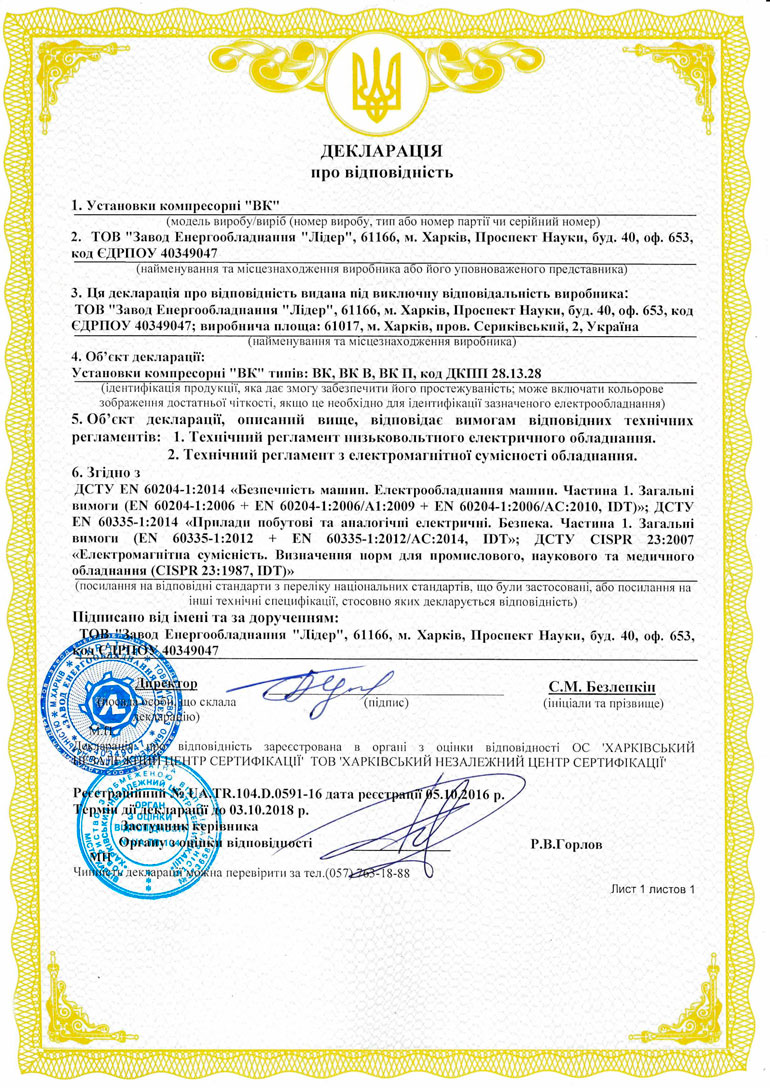 ДЕКЛАРАЦІЯ
про відповідність
1. Установки компресорні "ВК"
(модель виробу/виріб (номер виробу, тип або номер партії чи серійний номер)
2. ТОВ "Завод Енергообладнання "Лідер", 61166, м. Харків, Проспект Науки, буд. 40, оф. 653,
код ЄДРПОУ 40349047
(найменування та місцезнаходження виробника або його уповноваженого представника)
3. Ця декларація про відповідність видана під виключну відповідальність виробника:
ТОВ "Завод Енергообладнання "Лідер", 61166, м. Харків, Проспект Науки, буд. 40, оф. 653, код
ЄДРПОУ 40349047; виробнича площа: 61017, м. Харків, пров. Сериківський, 2, Україна
(найменування та місцезнаходження виробника)
4. Об’єкт декларації:
Установки компресорні "ВК" типів: ВК, ВК В, ВК П, код ДКПП 28.13.28
(ідентифікація продукції, яка дає змогу забезпечити його простежуваність; може включати кольорове
зображення достатньої чіткості, якщо це необхідно для ідентифікації зазначеного електрообладнання)
5. Об’єкт декларації, описаний вище, відповідає вимогам відповідних технічних
регламентів: 1. Технічний регламент низьковольтного електричного обладнання.
2. Технічний регламент з електромагнітної сумісності обладнання.
6. Згідно з
ДСТУ EN 60204-1:2014 «Безпечність машин. Електрообладнання машин. Частина 1. Загальні
вимоги (EN 60204-1:2006 + EN 60204-1:2006/A1:2009 + EN 60204-1:2006/AC:2010, IDT)»; ДСТУ
EN 60335-1:2014 «Прилади побутові та аналогічні електричні. Безпека. Частина 1. Загальні
вимоги (EN 60335-1:2012 + EN 60335-1:2012/AC:2014, IDT»; ДСТУ CISPR 23:2007
«Електромагнітна сумісність. Визначення норм для промислового, наукового та медичного
обладнання (CISPR 23:1987, IDT)»
(посилання на відповідні стандарти з переліку національних стандартів, що були застосовані, або посилання на
інші технічні специфікації, стосовно яких декларується відповідність)
Підписано від імені та за дорученням:
ТОВ "Завод Енергообладнання "Лідер", 61166, м. Харків, Проспект Науки, буд. 40, оф. 653,
код ЄДРПОУ 40349047
Директор С.М. Безлепкін
(посада особи, що склала (підпис) (ініціали та прізвище)
декларацію)
М.П.
Декларація про відповідність зареєстрована в органі з оцінки відповідності ОС 'ХАРКІВСЬКИЙ
НЕЗАЛЕЖНИЙ ЦЕНТР СЕРТИФІКАЦІЇ' ТОВ 'ХАРКІВСЬКИЙ НЕЗАЛЕЖНИЙ ЦЕНТР СЕРТИФІКАЦІЇ'
Реєстраційний № UA.TR.104.D.0591-16 дата реєстрації 05.10.2016 р.
Термін дії декларації до 03.10.2018 р.
Заступник керівника
Органу з оцінки відповідності Р.В.Горлов
МП
Чинність декларації можна перевірити за тел.(057) 763-18-88
Лист 1 листов 1